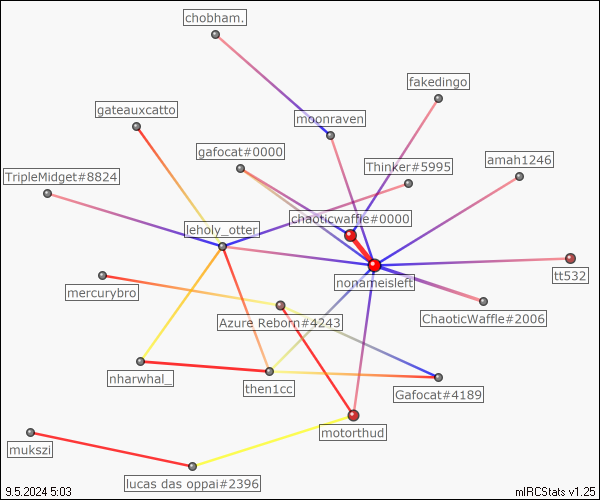 chobham.
fakedingo
gateauxcatto
moonraven
gafocat#0000
Thinker#5995
amah1246
TripleMidget#8824
chaoticwaffle#0000
leholy_otter
nonameisleft
tt532
mercurybro
Azure Reborn#4243
ChaoticWaffle#2006
nharwhal_
then1cc
Gafocat#4189
motorthud
mukszi
lucas das oppai#2396
9.5.2024 5:03
mIRCStats v1.25